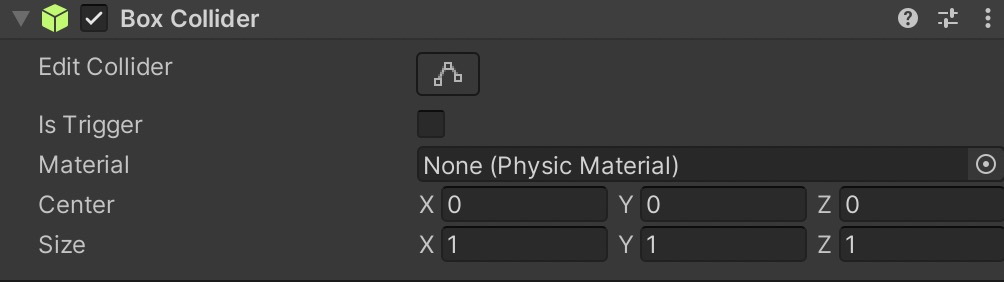 Box Collider
Edit Collider
Is Trigger
Material None (Physic Material)
Center X 0 Y 0 Z 0
Size X 1 Y 1 Z 1